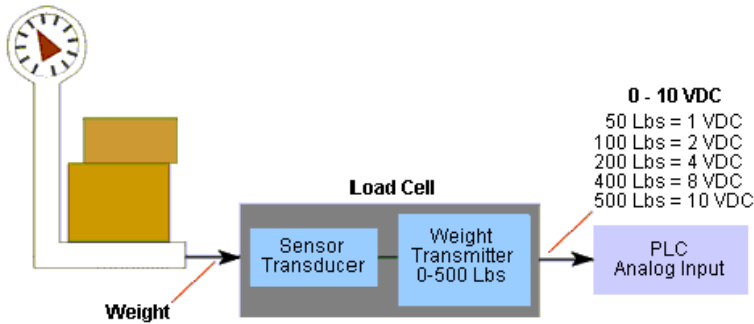 0 - 10 VDC
50 Lbs = 1 VDC
100 Lbs = 2 VDC
200 Lbs = 4 VDC
400 Lbs = 8 VDC
500 Lbs = 10 VDC
Load Cell
Sensor
Transducer
Weight
Transmitter
0-500 Lbs
PLC
Analog Input
Weight